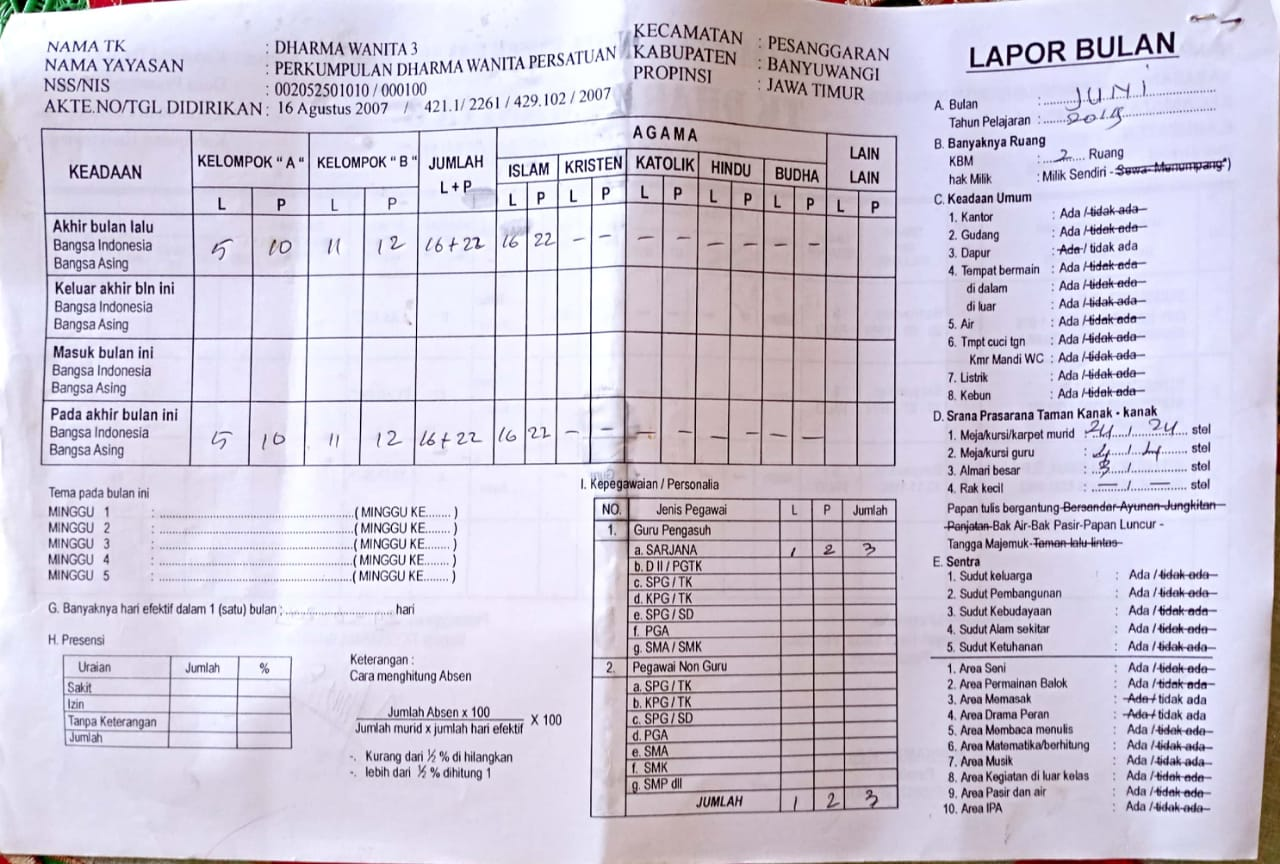 NAMA TK : DHARMA WANITA 3
NAMA YAYASAN : PERKUMPULAN DHARMA WANITA PERSATUAN
NSS/NIS : 002052501010 / 000100
AKTE.NO/TGL DIDIRIKAN : 16 Agustus 2007 421.1/ 2261 / 429.102 / 2007
KECAMATAN : PESANGGARAN
KABUPATEN : BANYUWANGI
PROPINSI : JAWA TIMUR
KEADAAN KELOMPOK “ A “ KELOMPOK “ B “ JUMLAH L + P AGAMA
ISLAM KRISTEN KATOLIK HINDU BUDHA LAIN LAIN
L P L P L P L P L P L P L P L P
Akhir bulan lalu
Bangsa Indonesia 5 10 11 12 16 + 22 16 22 – – – – – – – –
Bangsa Asing
Keluar akhir bln ini
Bangsa Indonesia
Bangsa Asing
Masuk bulan ini
Bangsa Indonesia
Bangsa Asing
Pada akhir bulan ini
Bangsa Indonesia 5 10 11 12 16 + 22 16 22 – – – – – – – –
Bangsa Asing
Tema pada bulan ini
MINGGU 1 : ( MINGGU KE....... )
MINGGU 2 : ( MINGGU KE....... )
MINGGU 3 : ( MINGGU KE....... )
MINGGU 4 : ( MINGGU KE....... )
MINGGU 5 : ( MINGGU KE....... )
G. Banyaknya hari efektif dalam 1 (satu) bulan ; hari
H. Presensi
Uraian Jumlah %
Sakit
Izin
Tanpa Keterangan
Jumlah
Keterangan :
Cara menghitung Absen
Jumlah Absen x 100
Jumlah murid x jumlah hari efektif X 100
-. Kurang dari ½ % di hilangkan
-. lebih dari ½ % dihitung 1
I. Kepegawaian / Personalia
NO. Jenis Pegawai L P Jumlah
1. Guru Pengasuh
a. SARJANA 1 2 3
b. D II / PGTK
c. SPG / TK
d. KPG / TK
e. SPG / SD
f. PGA
g. SMA / SMK
2. Pegawai Non Guru
a. SPG / TK
b. KPG / TK
c. SPG / SD
d. PGA
e. SMA
f. SMK
g. SMP dll
JUMLAH 1 2 3
LAPOR BULAN
A. Bulan : JUNI
Tahun Pelajaran :
B. Banyaknya Ruang
KBM : 2 Ruang
hak Milik : Milik Sendiri - Sewa- Menumpang*)
C. Keadaan Umum
1. Kantor : Ada / tidak ada
2. Gudang : Ada / tidak ada
3. Dapur : Ada / tidak ada
4. Tempat bermain : Ada / tidak ada
di dalam : Ada / tidak ada
di luar : Ada / tidak ada
5. Air : Ada / tidak ada
6. Tmpt cuci tgn : Ada / tidak ada
Kmr Mandi WC : Ada / tidak ada
7. Listrik : Ada / tidak ada
8. Kebun : Ada / tidak ada
D. Srana Prasarana Taman Kanak - kanak
1. Meja/kursi/karpet murid : 24 / 24 stel
2. Meja/kursi guru : 4 / 4 stel
3. Almari besar : 3 / stel
4. Rak kecil : – / – stel
Papan tulis bergantung-Bersandar-Ayunan-Jungkitan
-Panjatan-Bak Air-Bak Pasir-Papan Luncur -
Tangga Majemuk-Taman lalu lintas
E. Sentra
1. Sudut keluarga : Ada / tidak ada
2. Sudut Pembangunan : Ada / tidak ada
3. Sudut Kebudayaan : Ada / tidak ada
4. Sudut Alam sekitar : Ada / tidak ada
5. Sudut Ketuhanan : Ada / tidak ada
1. Area Seni : Ada / tidak ada
2. Area Permainan Balok : Ada / tidak ada
3. Area Memasak : Ada / tidak ada
4. Area Drama Peran : Ada / tidak ada
5. Area Membaca menulis : Ada / tidak ada
6. Area Matematika/berhitung : Ada / tidak ada
7. Area Musik : Ada / tidak ada
8. Area Kegiatan di luar kelas : Ada / tidak ada
9. Area Pasir dan air : Ada / tidak ada
10. Area IPA : Ada / tidak ada